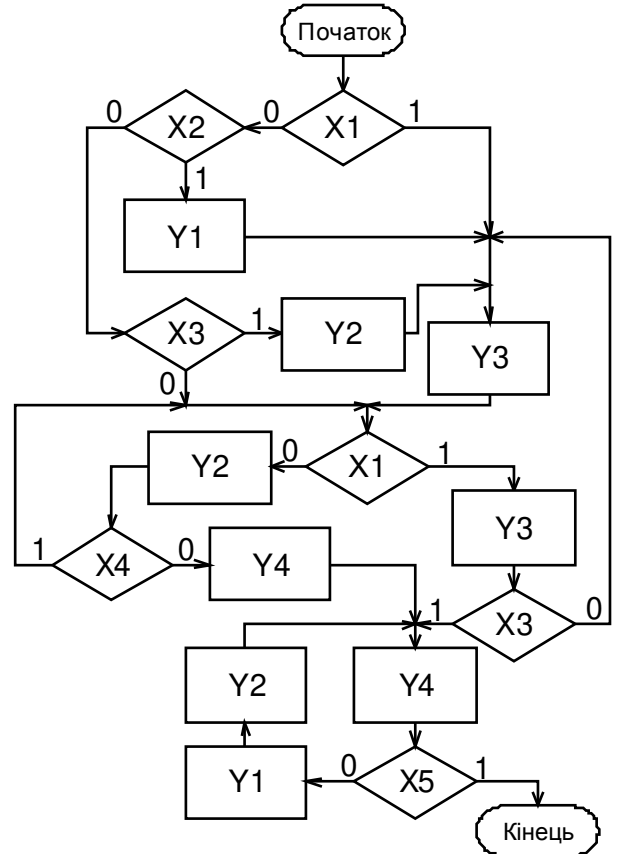 Початок
0 X2 0 X1 1
1
Y1
X3 1 Y2
Y3
0
Y2 0 X1 1
Y3
1 X4 0 Y4
1 X3 0
Y2 Y4
Y1 0 X5 1
Кінець